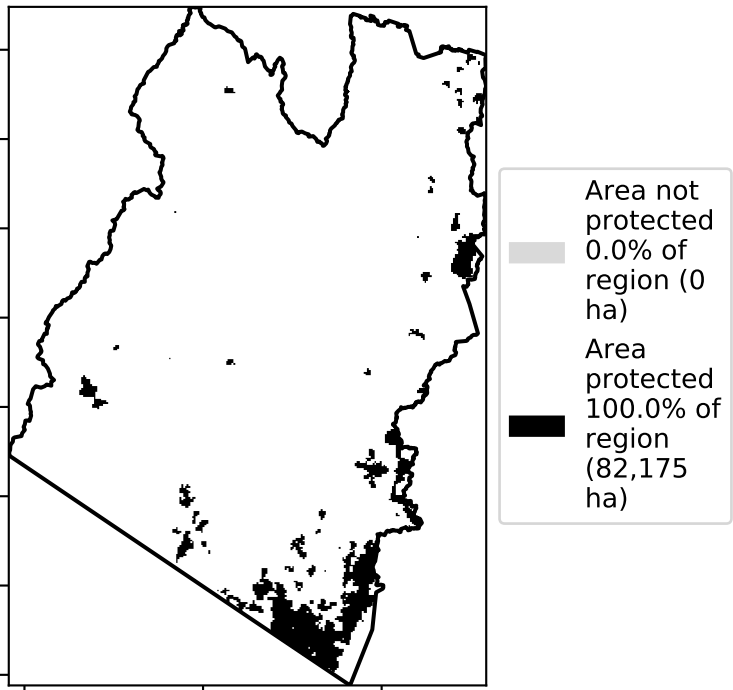 Area not
protected
0.0% of
region (0
ha)
Area
protected
100.0% of
region
(82,175
ha)